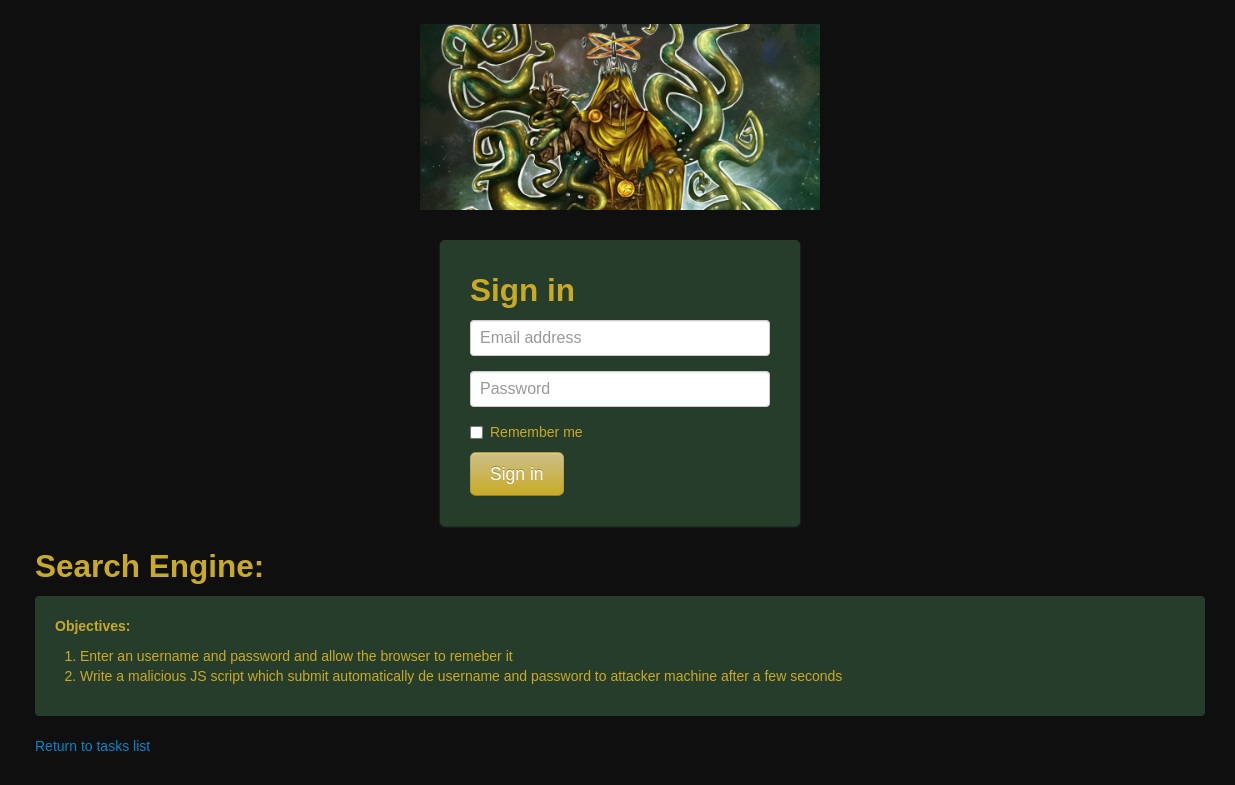 Sign in
Email address
Password
Remember me
Sign in
Search Engine:
Objectives:
1. Enter an username and password and allow the browser to remeber it
2. Write a malicious JS script which submit automatically de username and password to attacker machine after a few seconds
Return to tasks list